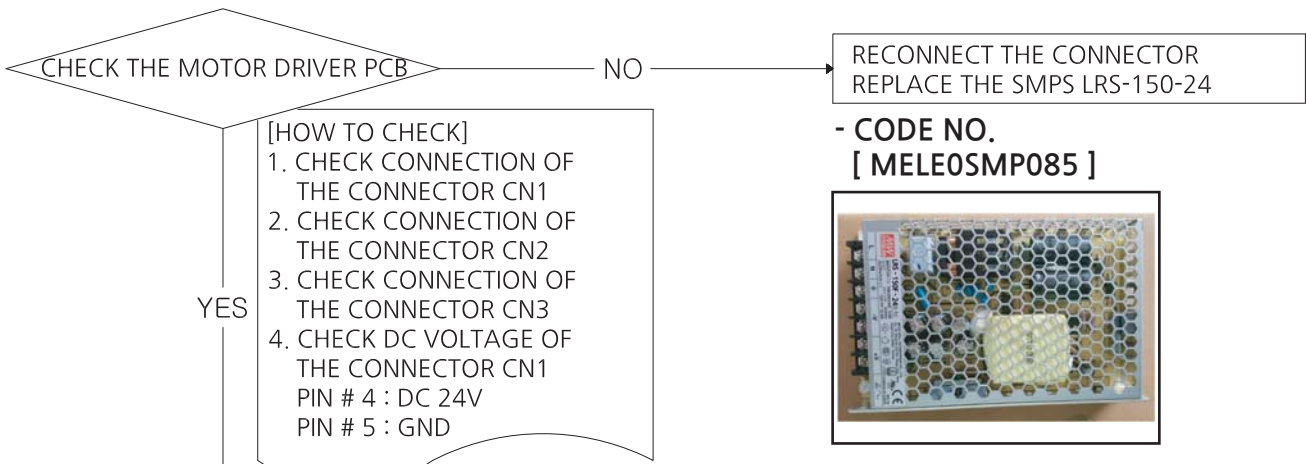 CHECK THE MOTOR DRIVER PCB
NO
RECONNECT THE CONNECTOR
REPLACE THE SMPS LRS-150-24
- CODE NO.
[ MELE0SMP085 ]
[HOW TO CHECK]
1. CHECK CONNECTION OF
THE CONNECTOR CN1
2. CHECK CONNECTION OF
THE CONNECTOR CN2
3. CHECK CONNECTION OF
THE CONNECTOR CN3
4. CHECK DC VOLTAGE OF
THE CONNECTOR CN1
PIN # 4 : DC 24V
PIN # 5 : GND
YES
LRS-150F-24